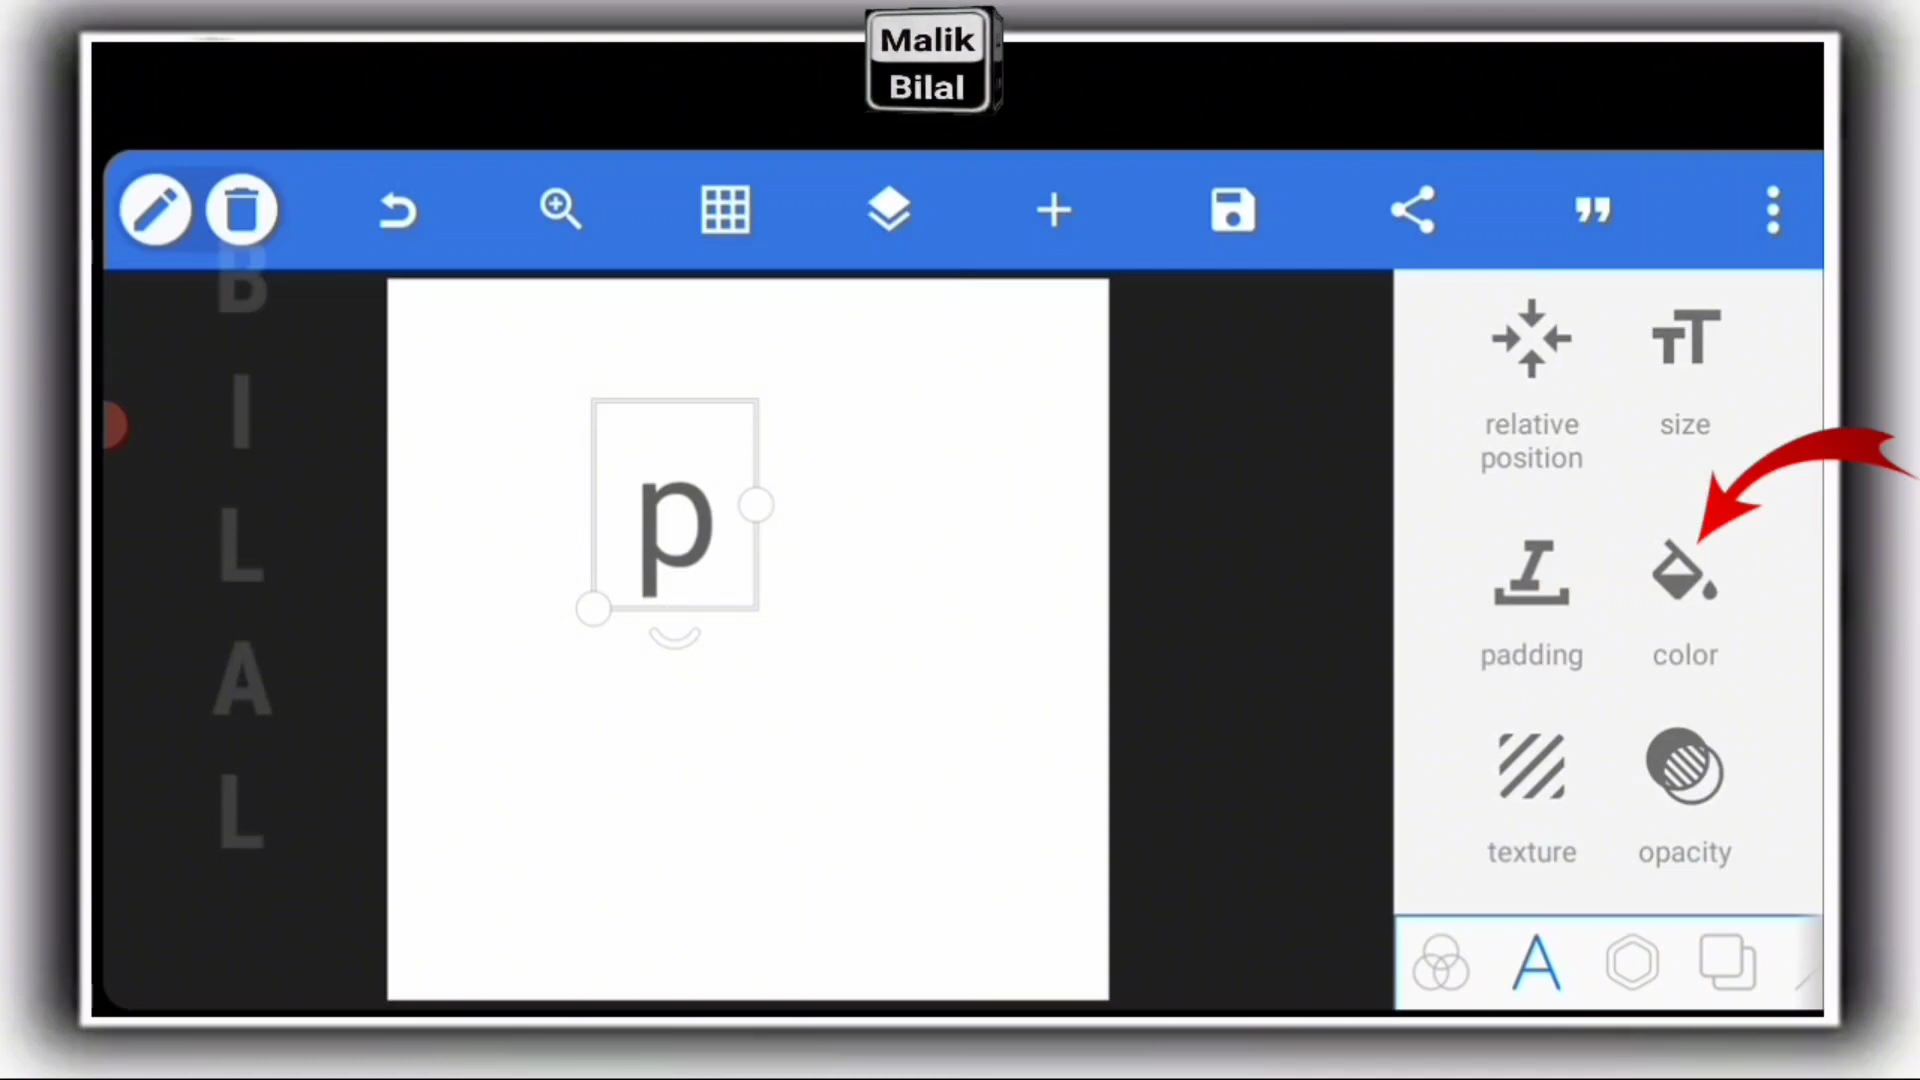 Malik
Bilal
B
I
L
A
L
p
relative
position
size
padding
color
texture
opacity